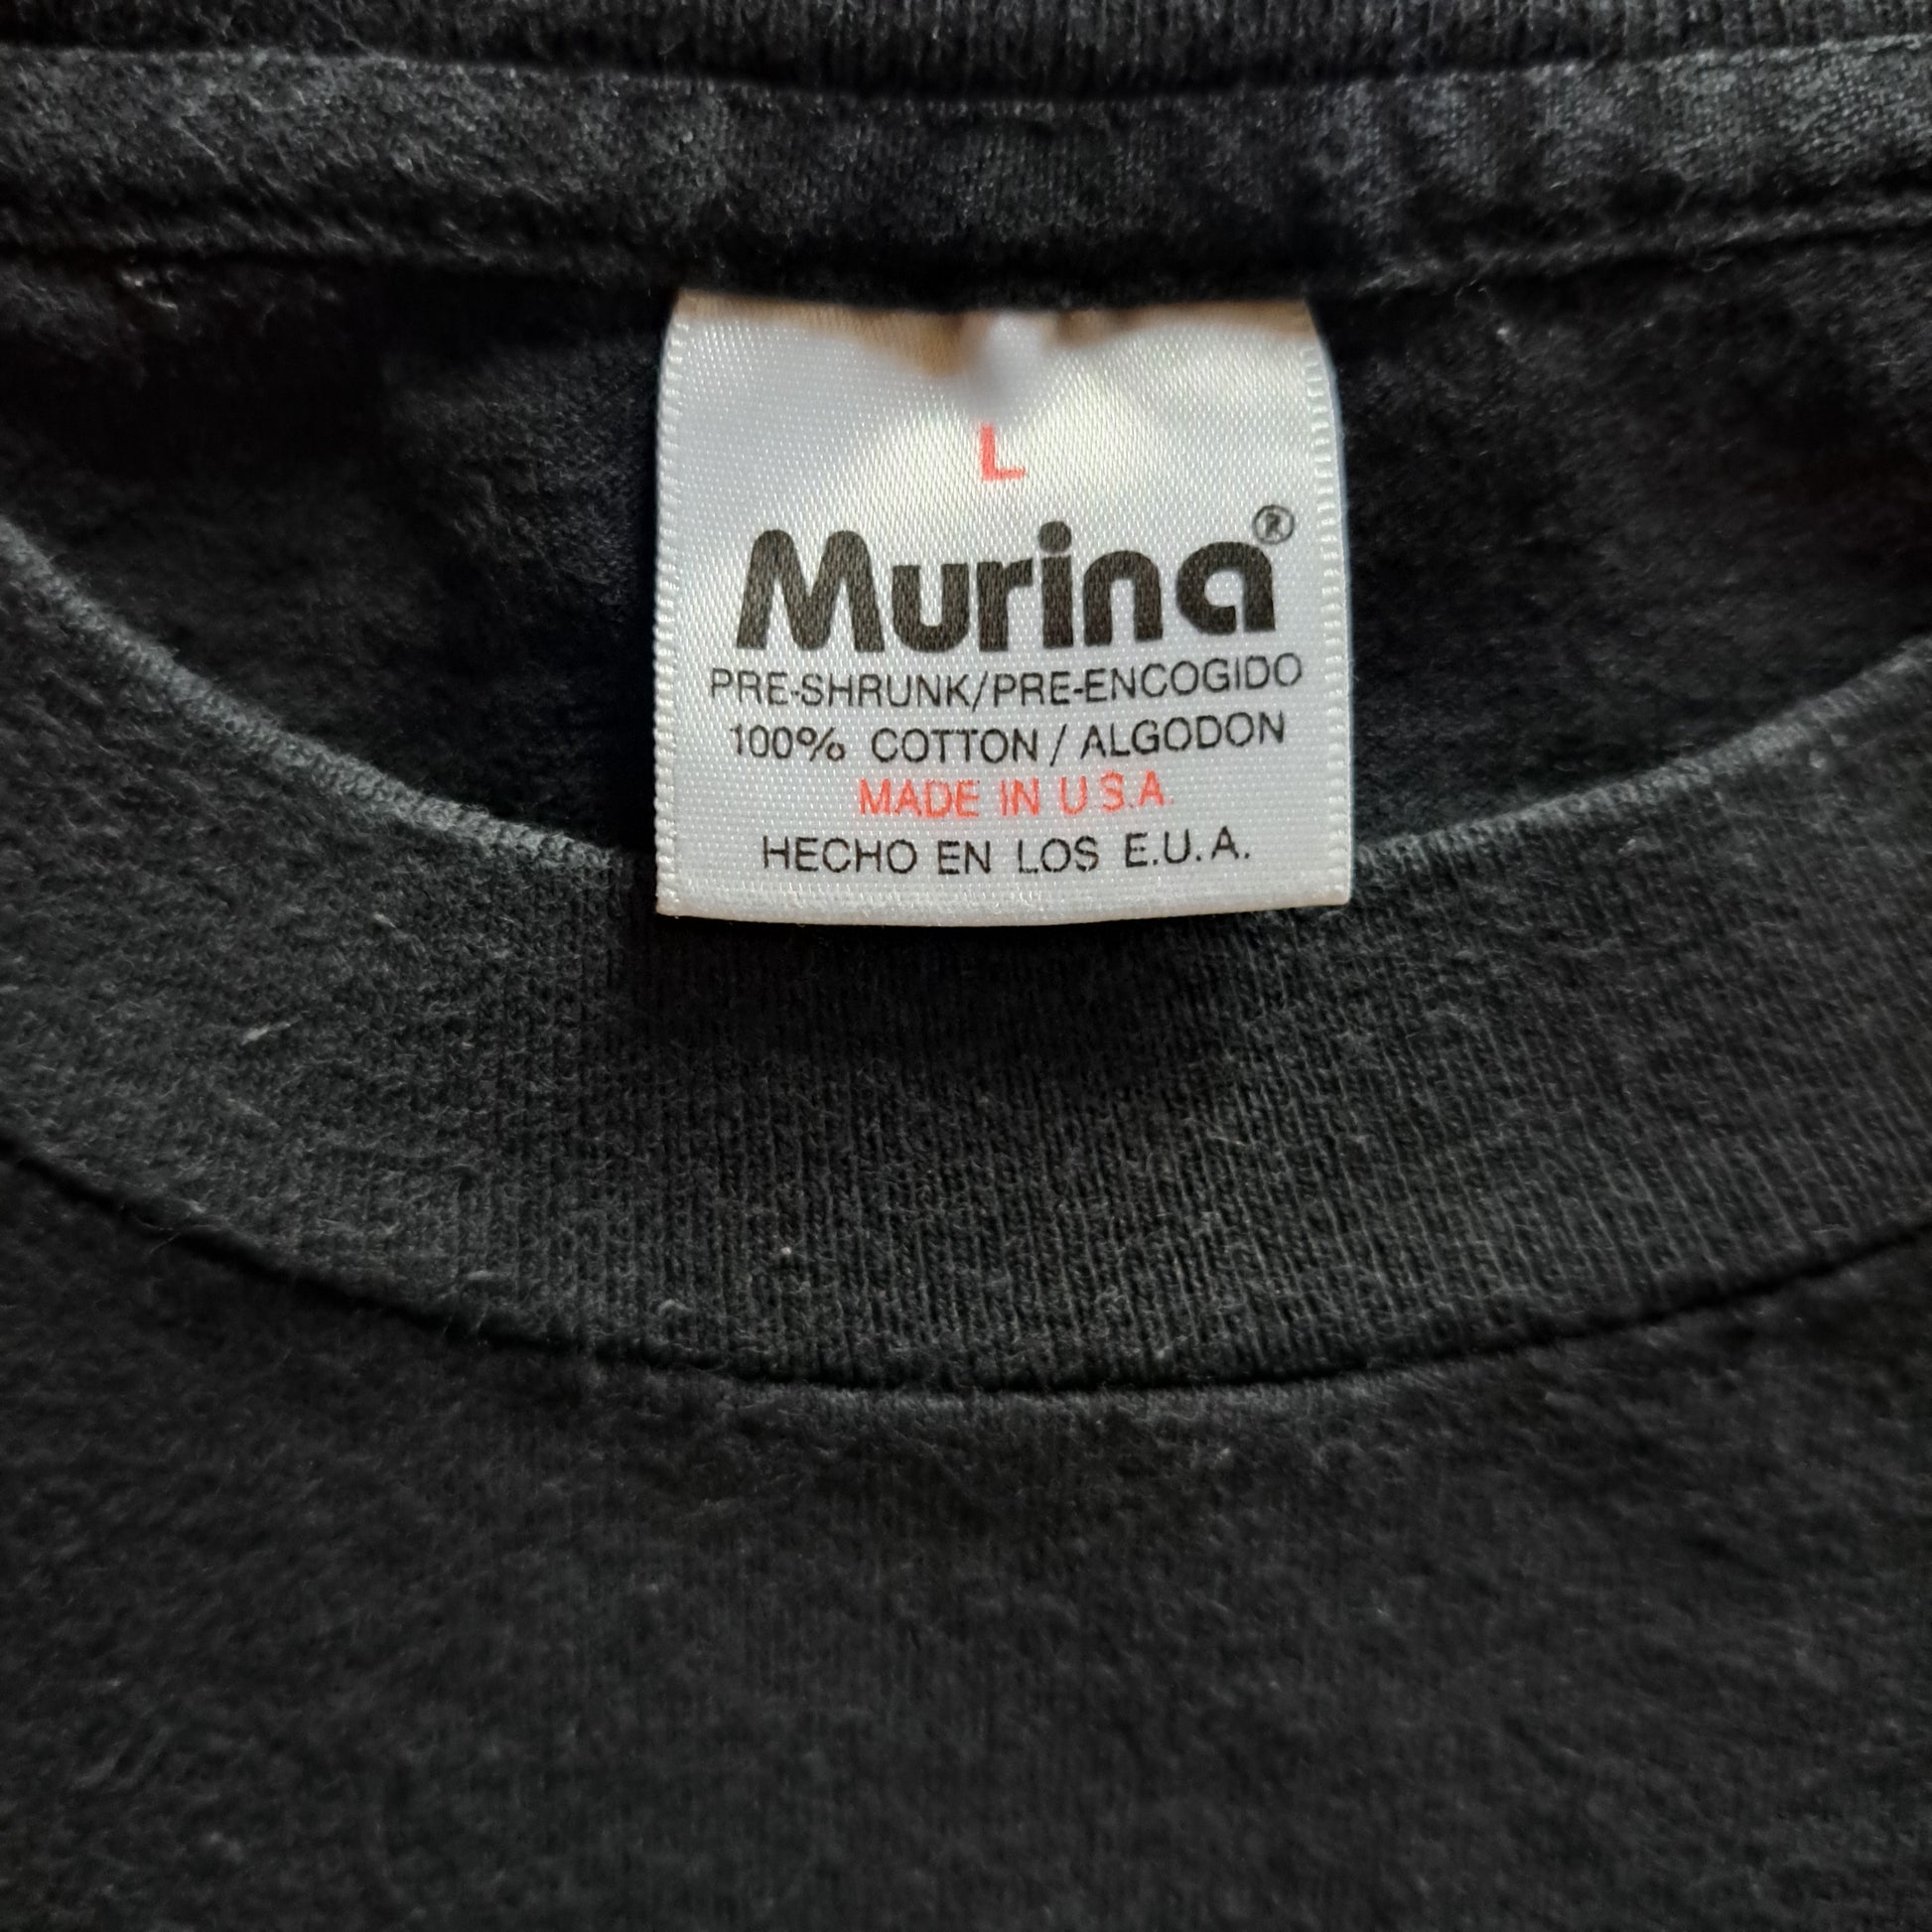 L
Murina®
PRE-SHRUNK/PRE-ENCOGIDO
100% COTTON / ALGODON
MADE IN U.S.A.
HECHO EN LOS E.U.A.